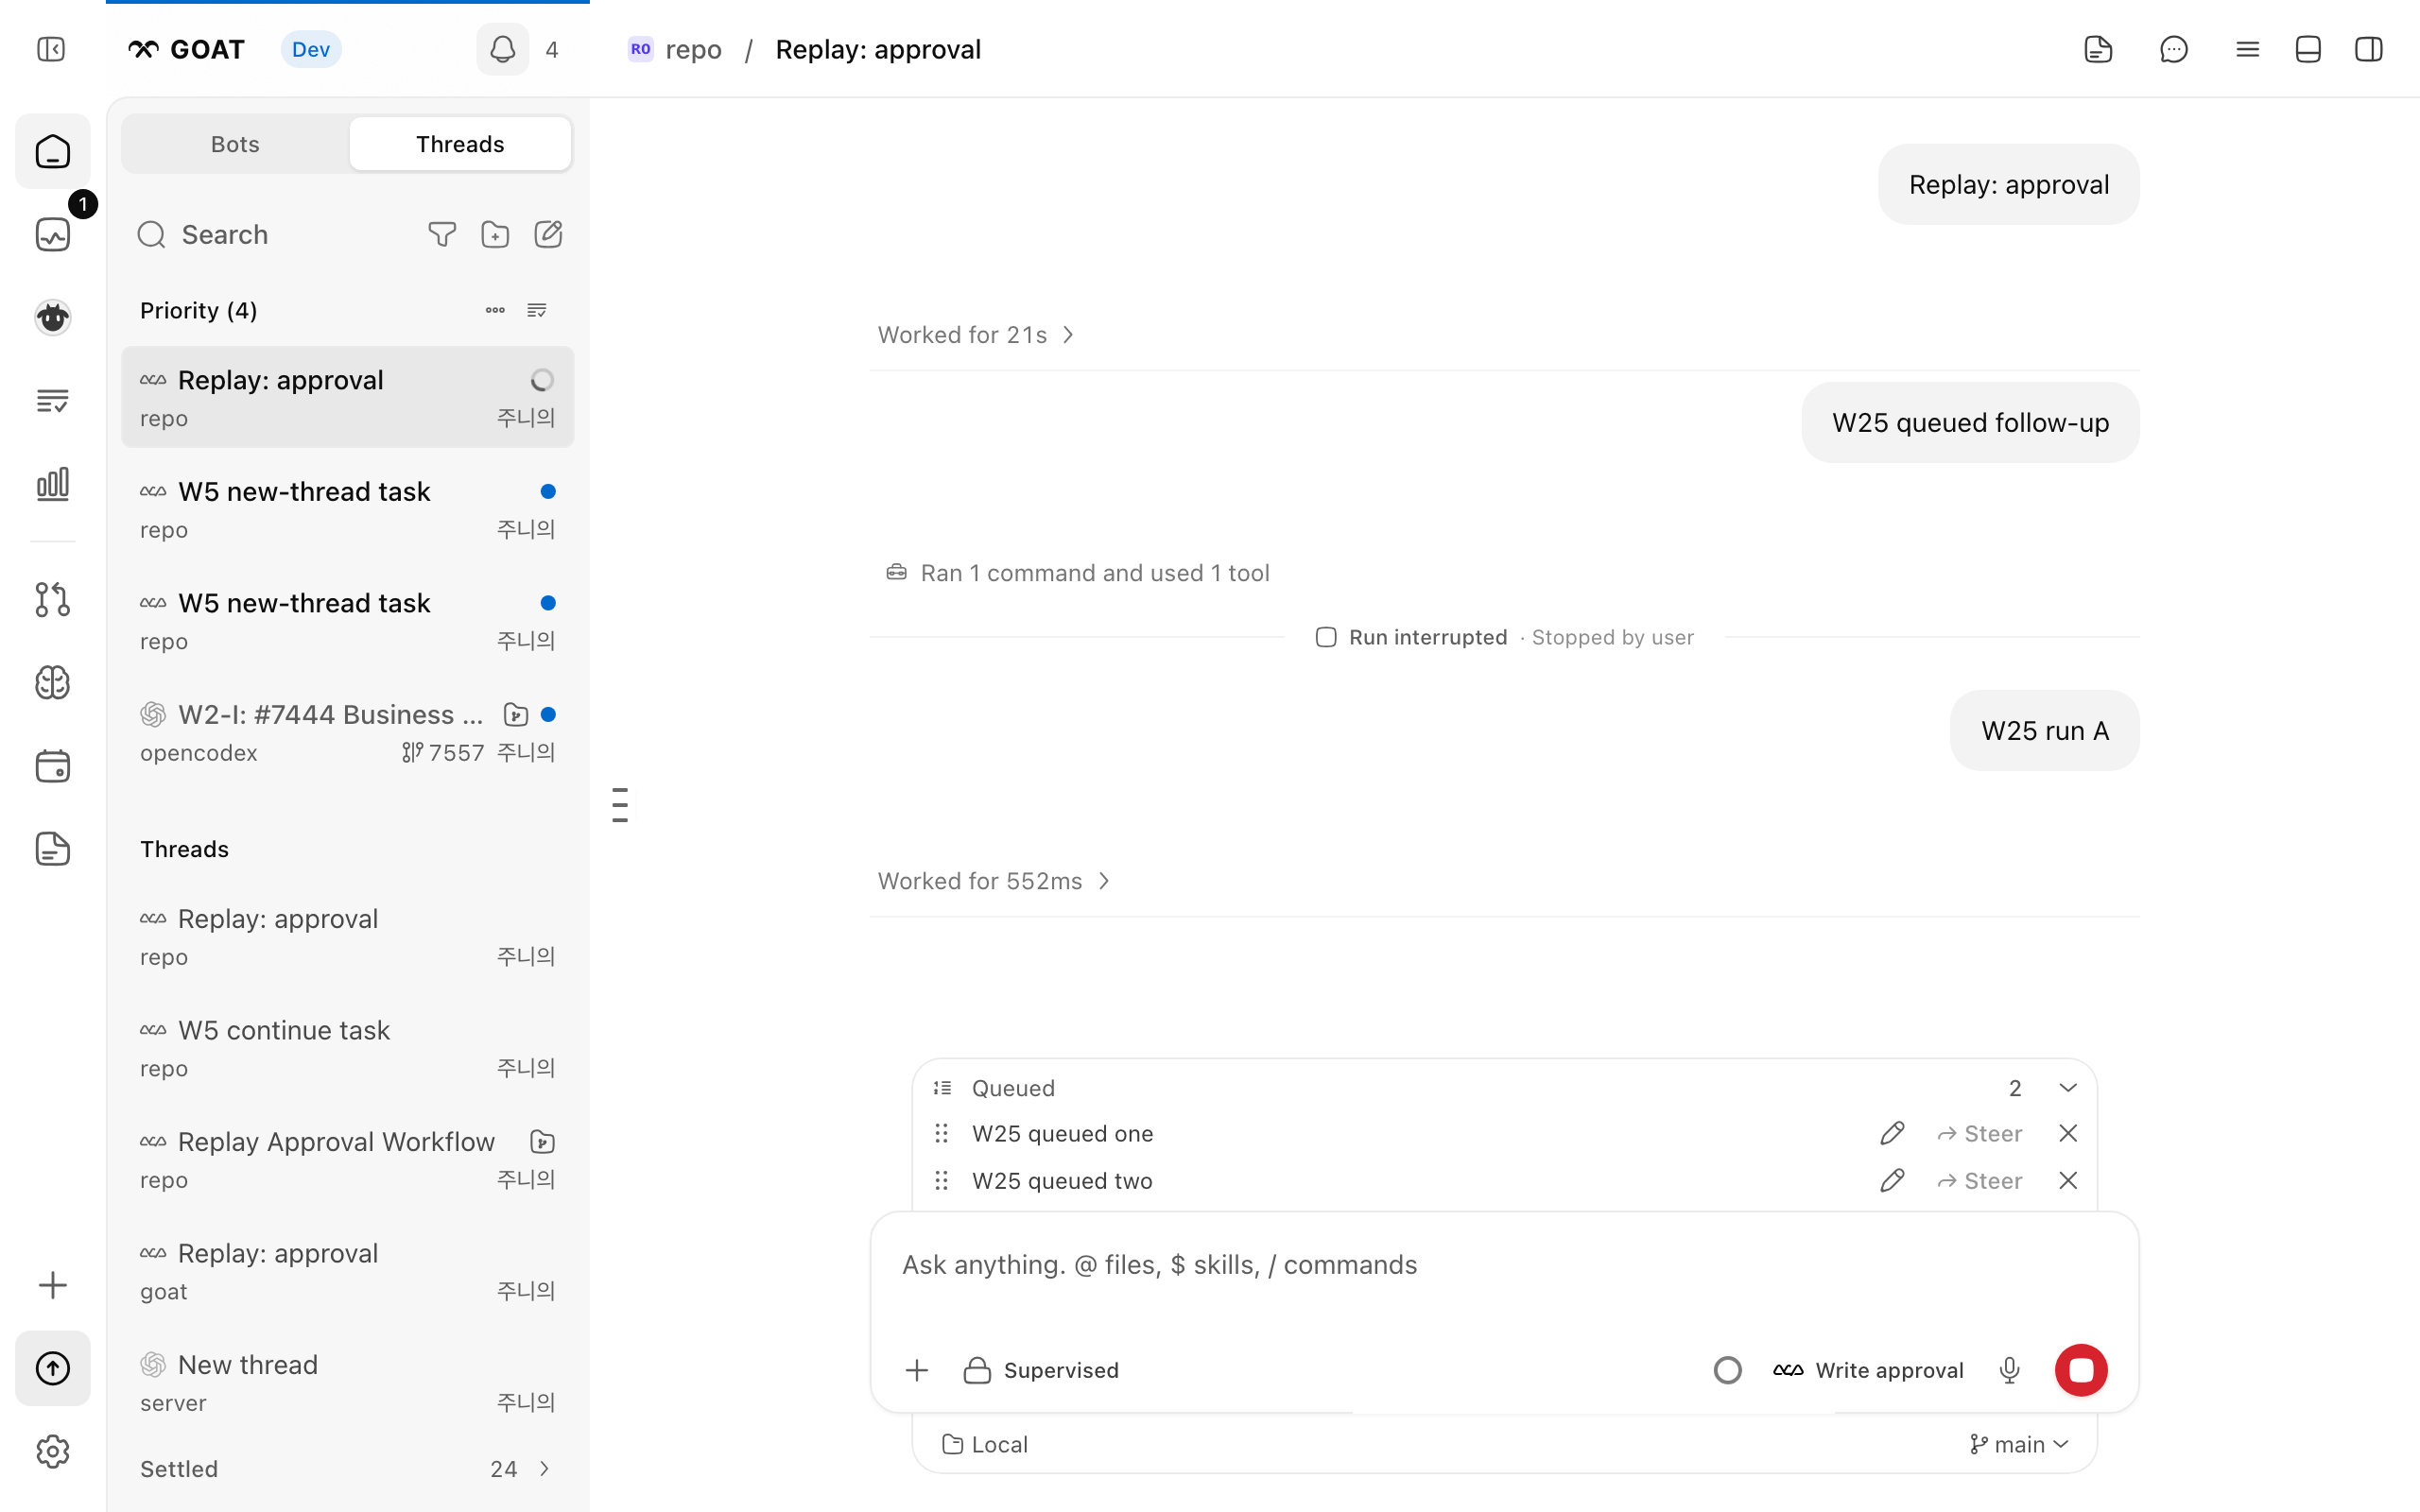 GOAT
Dev
4
RO repo / Replay: approval
Bots
Threads
1
Search
Priority (4)
Replay: approval
repo
주니의
W5 new-thread task
repo
주니의
W5 new-thread task
repo
주니의
W2-I: #7444 Business ...
opencodex
7557 주니의
Threads
Replay: approval
repo
주니의
W5 continue task
repo
주니의
Replay Approval Workflow
repo
주니의
Replay: approval
goat
주니의
New thread
server
주니의
Settled
24
Replay: approval
Worked for 21s
W25 queued follow-up
Ran 1 command and used 1 tool
Run interrupted · Stopped by user
W25 run A
Worked for 552ms
Queued
2
W25 queued one
Steer
W25 queued two
Steer
Ask anything. @ files, $ skills, / commands
Supervised
Write approval
Local
main